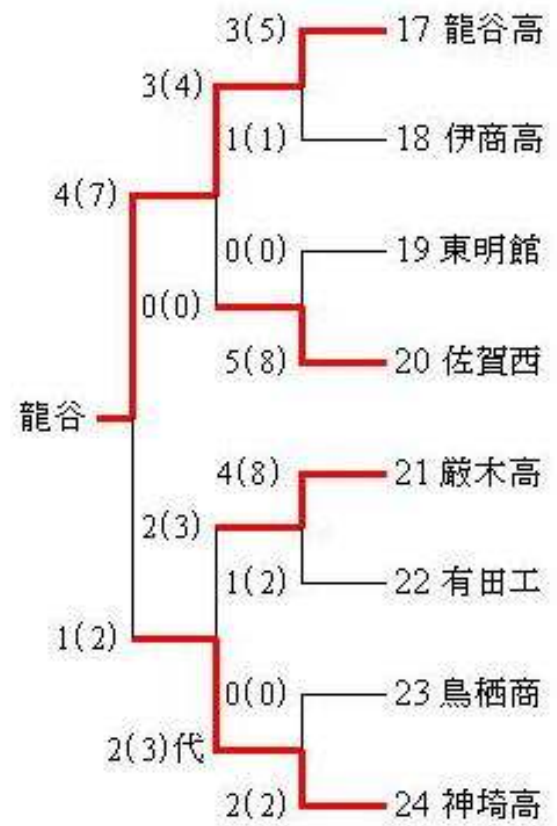 3(5) 17 龍谷高
3(4)
1(1) 18 伊商高
4(7)
0(0) 19 東明館
0(0)
5(8) 20 佐賀西
龍谷
4(8) 21 厳木高
2(3)
1(2) 22 有田工
1(2)
0(0) 23 鳥栖商
2(3)代
2(2) 24 神埼高